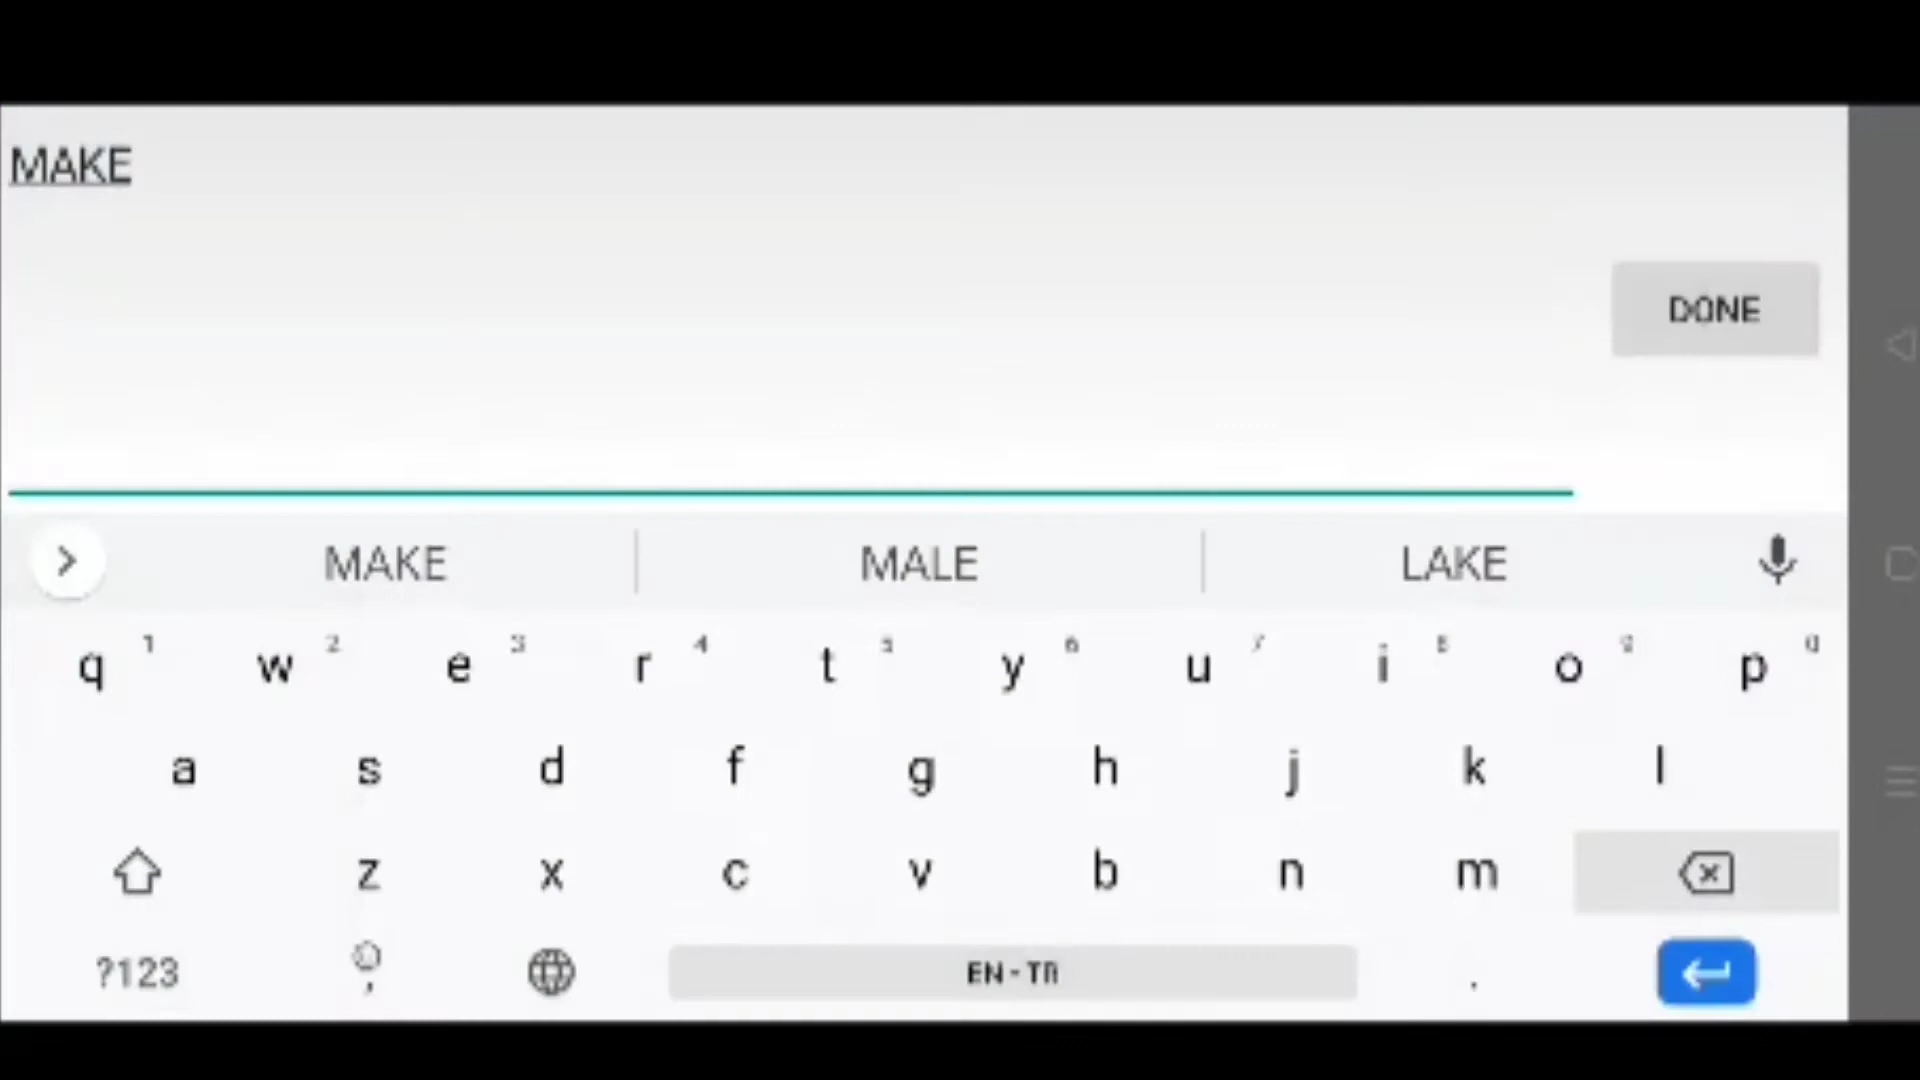 MAKE
DONE
MAKE MALE LAKE
q 1 w 2 e 3 r 4 t 5 y 6 u 7 i 8 o 9 p 0
a s d f g h j k l
z x c v b n m
?123 , EN - TR .